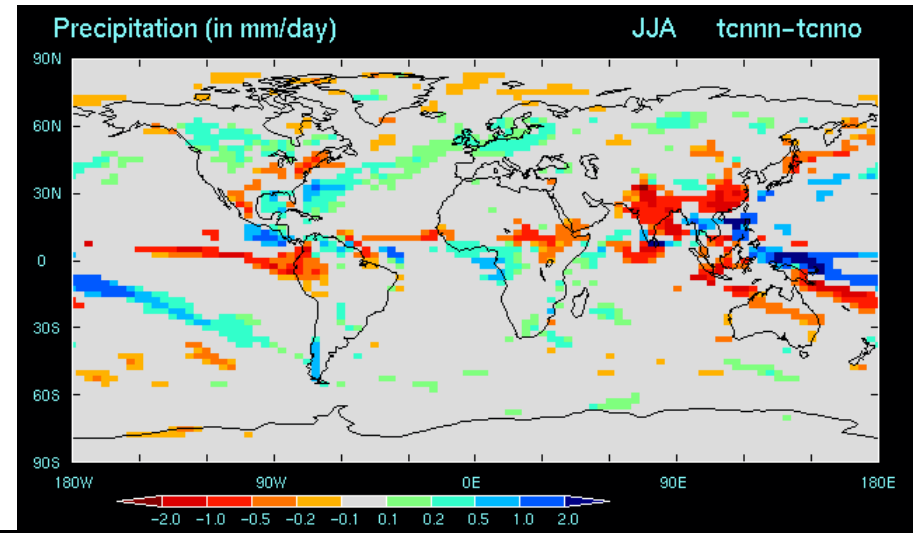 Precipitation (in mm/day) JJA tcnnn-tcnno
90N
60N
30N
0
30S
60S
90S
180W 90W 0E 90E 180E
-2.0 -1.0 -0.5 -0.2 -0.1 0.1 0.2 0.5 1.0 2.0